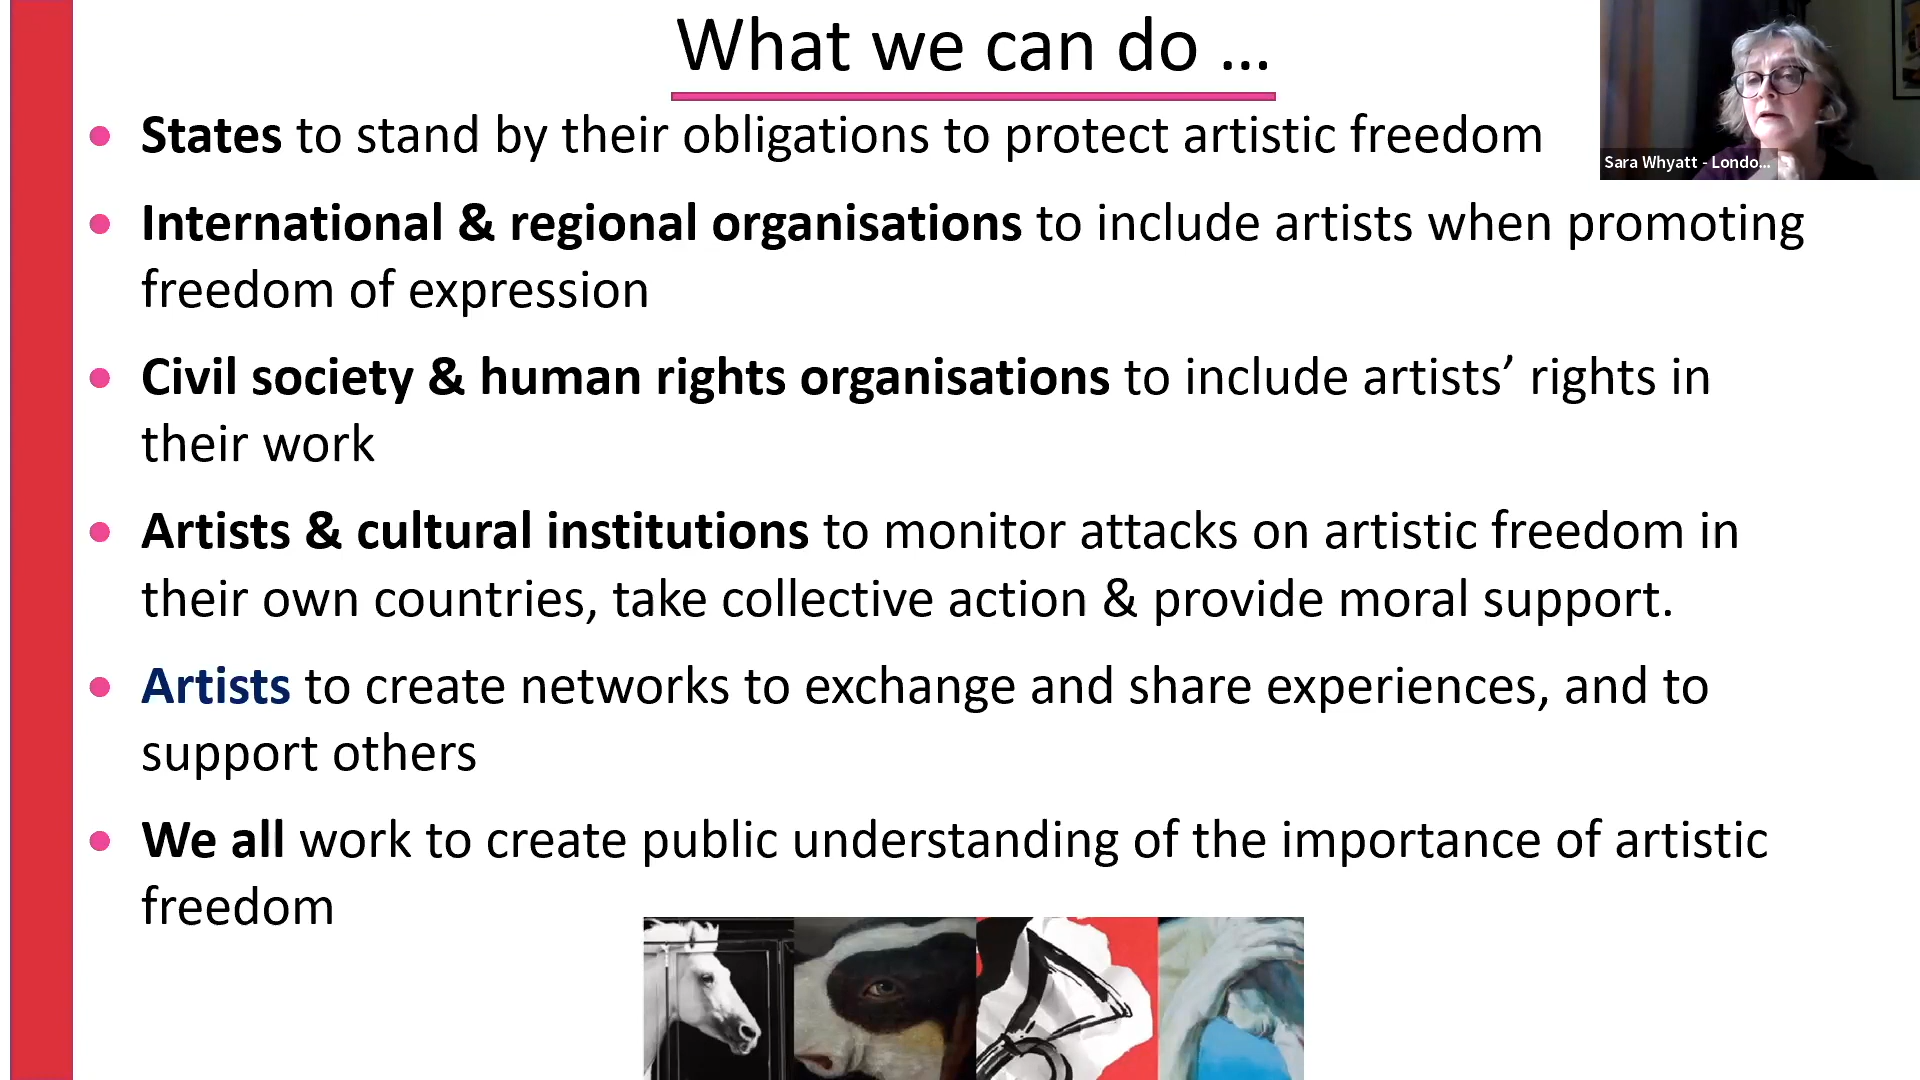 What we can do ...
States to stand by their obligations to protect artistic freedom
Sara Whyatt - Londo...
International & regional organisations to include artists when promoting
freedom of expression
Civil society & human rights organisations to include artists’ rights in
their work
Artists & cultural institutions to monitor attacks on artistic freedom in
their own countries, take collective action & provide moral support.
Artists to create networks to exchange and share experiences, and to
support others
We all work to create public understanding of the importance of artistic
freedom